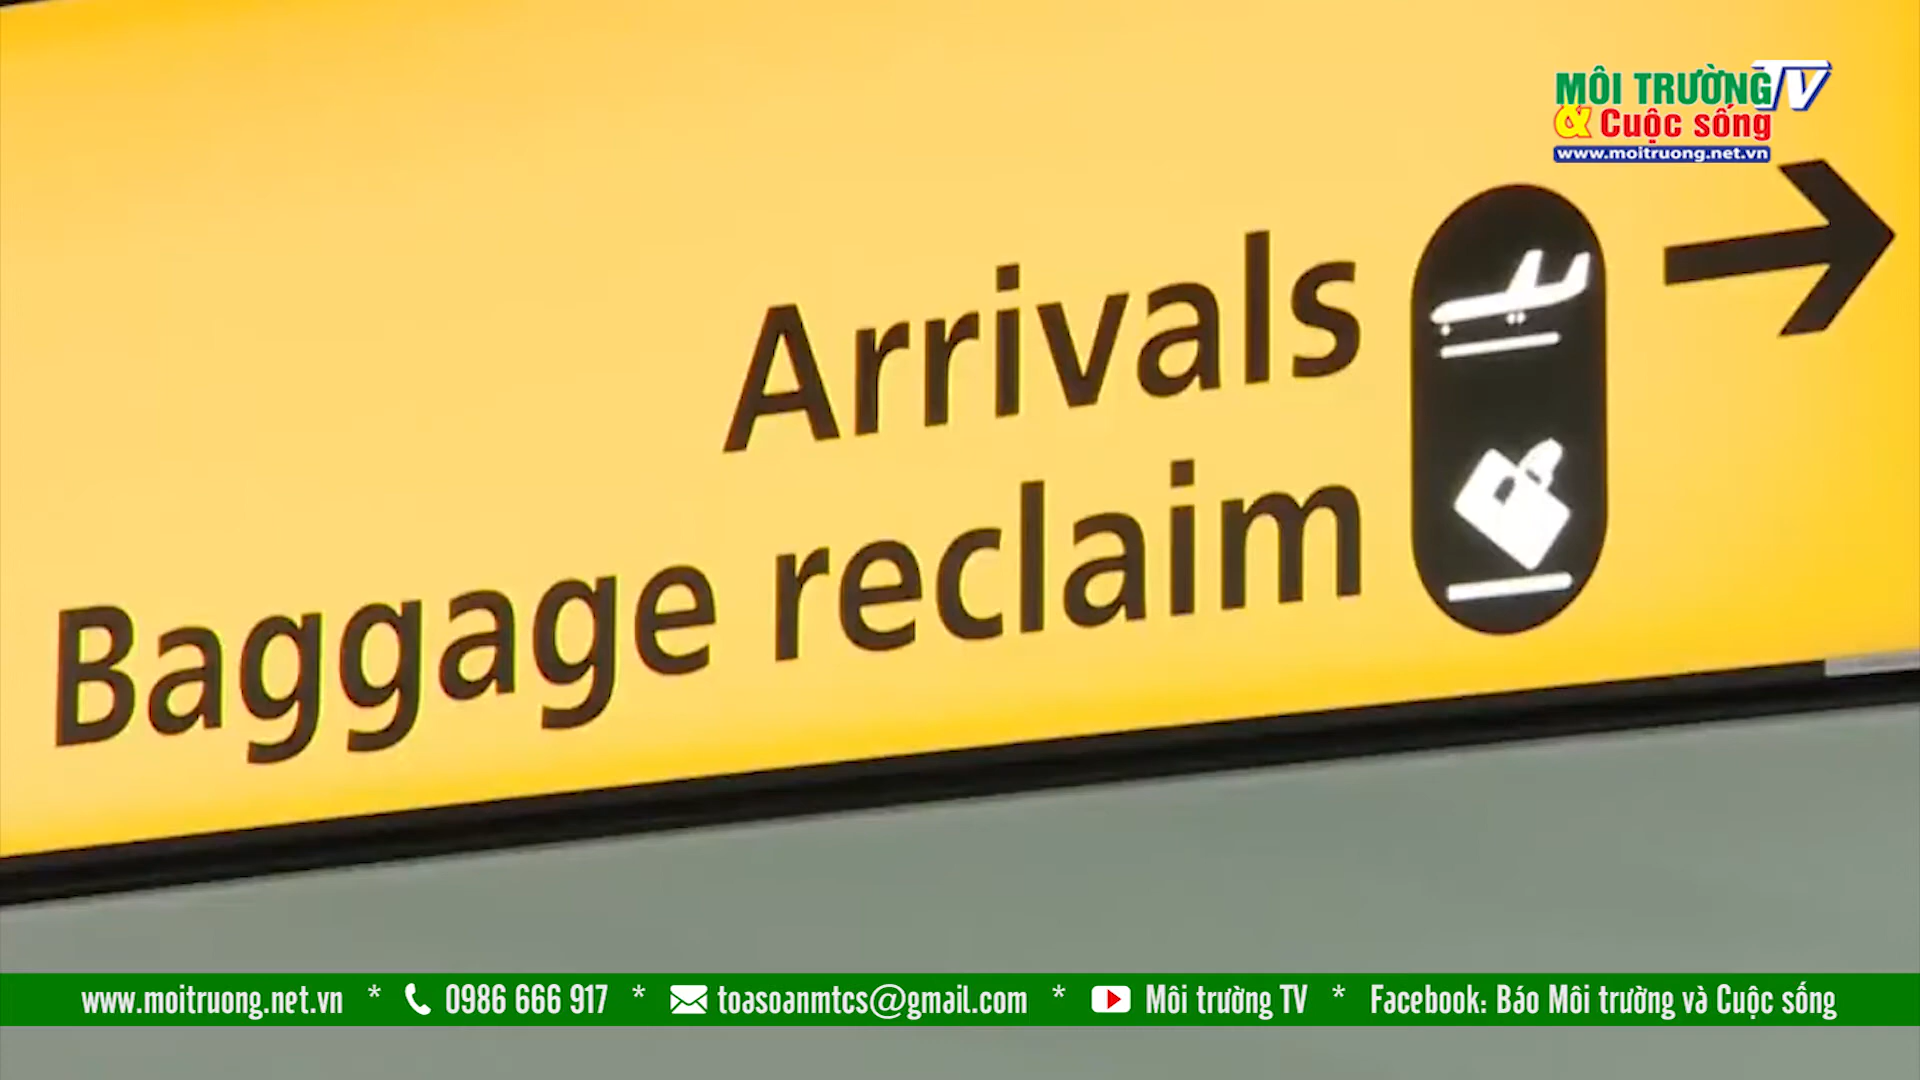 MÔI TRƯỜNG TV
& Cuộc sống
www.moitruong.net.vn
Arrivals
Baggage reclaim
www.moitruong.net.vn * 0986 666 917 * toasoanmtcs@gmail.com * Môi trường TV * Facebook: Báo Môi trường và Cuộc sống